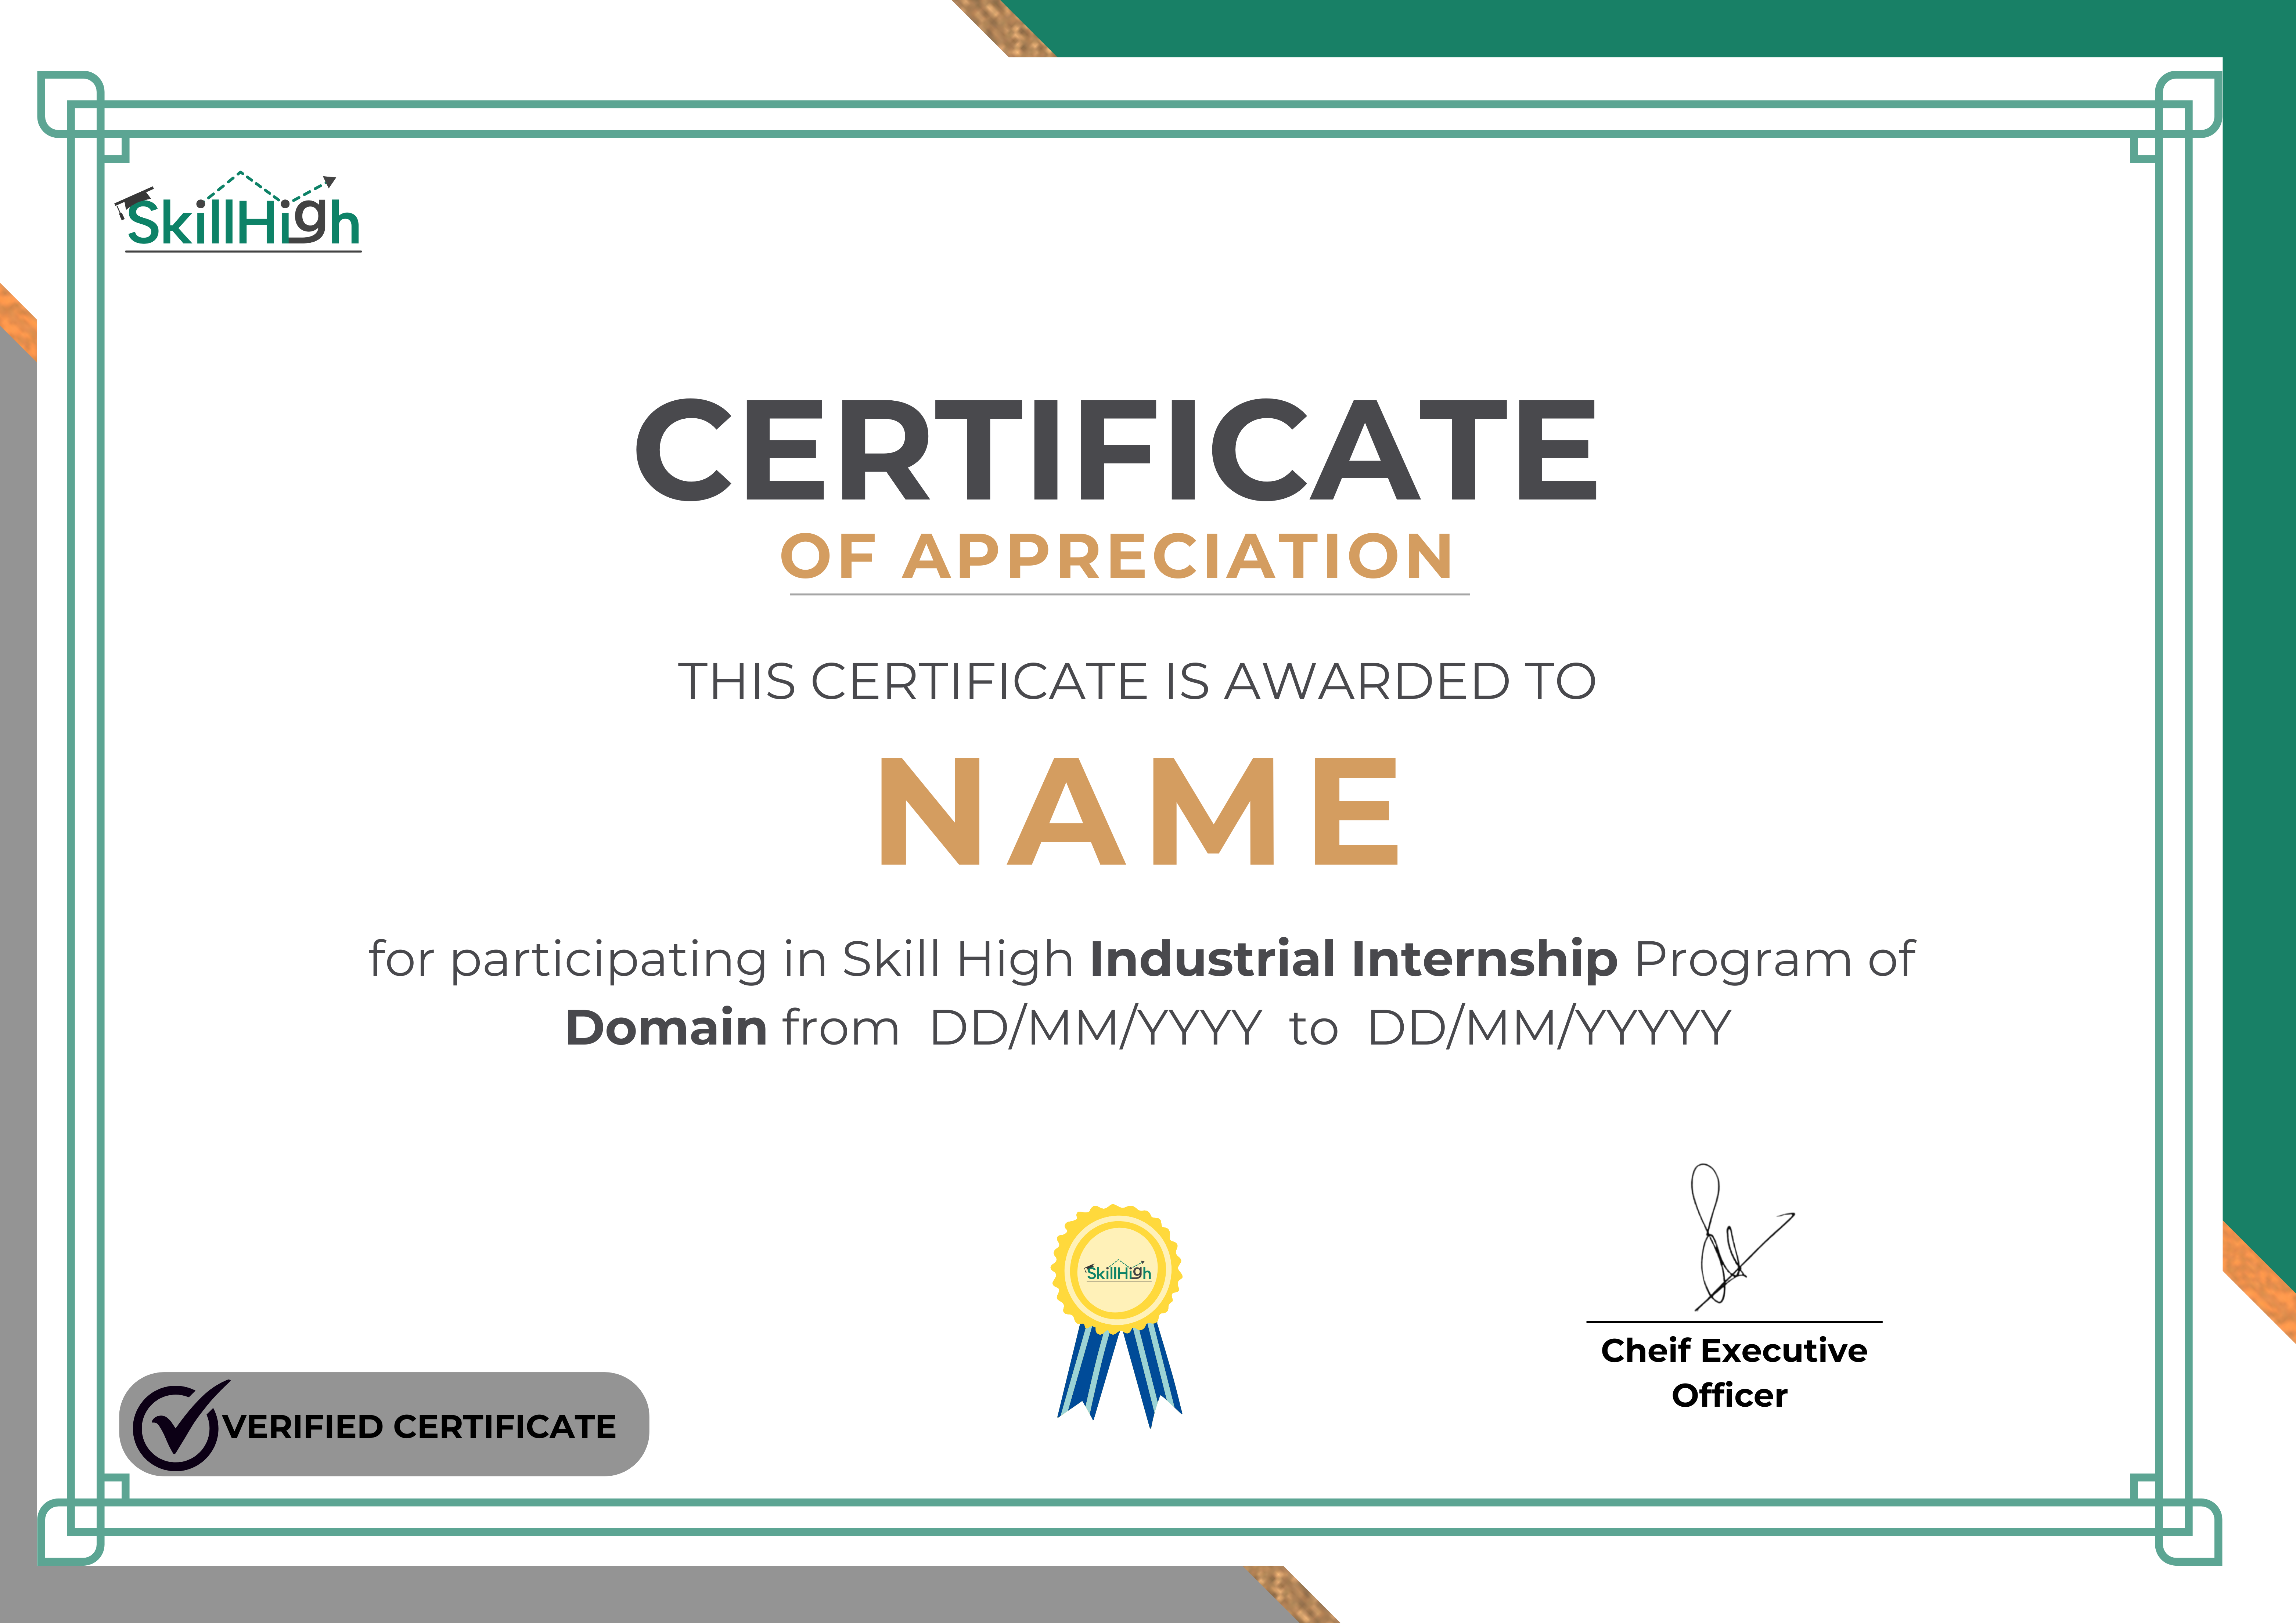 SkillHigh
CERTIFICATE
OF APPRECIATION
THIS CERTIFICATE IS AWARDED TO
NAME
for participating in Skill High Industrial Internship Program of
Domain from DD/MM/YYYY to DD/MM/YYYYY
SkillHigh
Cheif Executive
Officer
VERIFIED CERTIFICATE